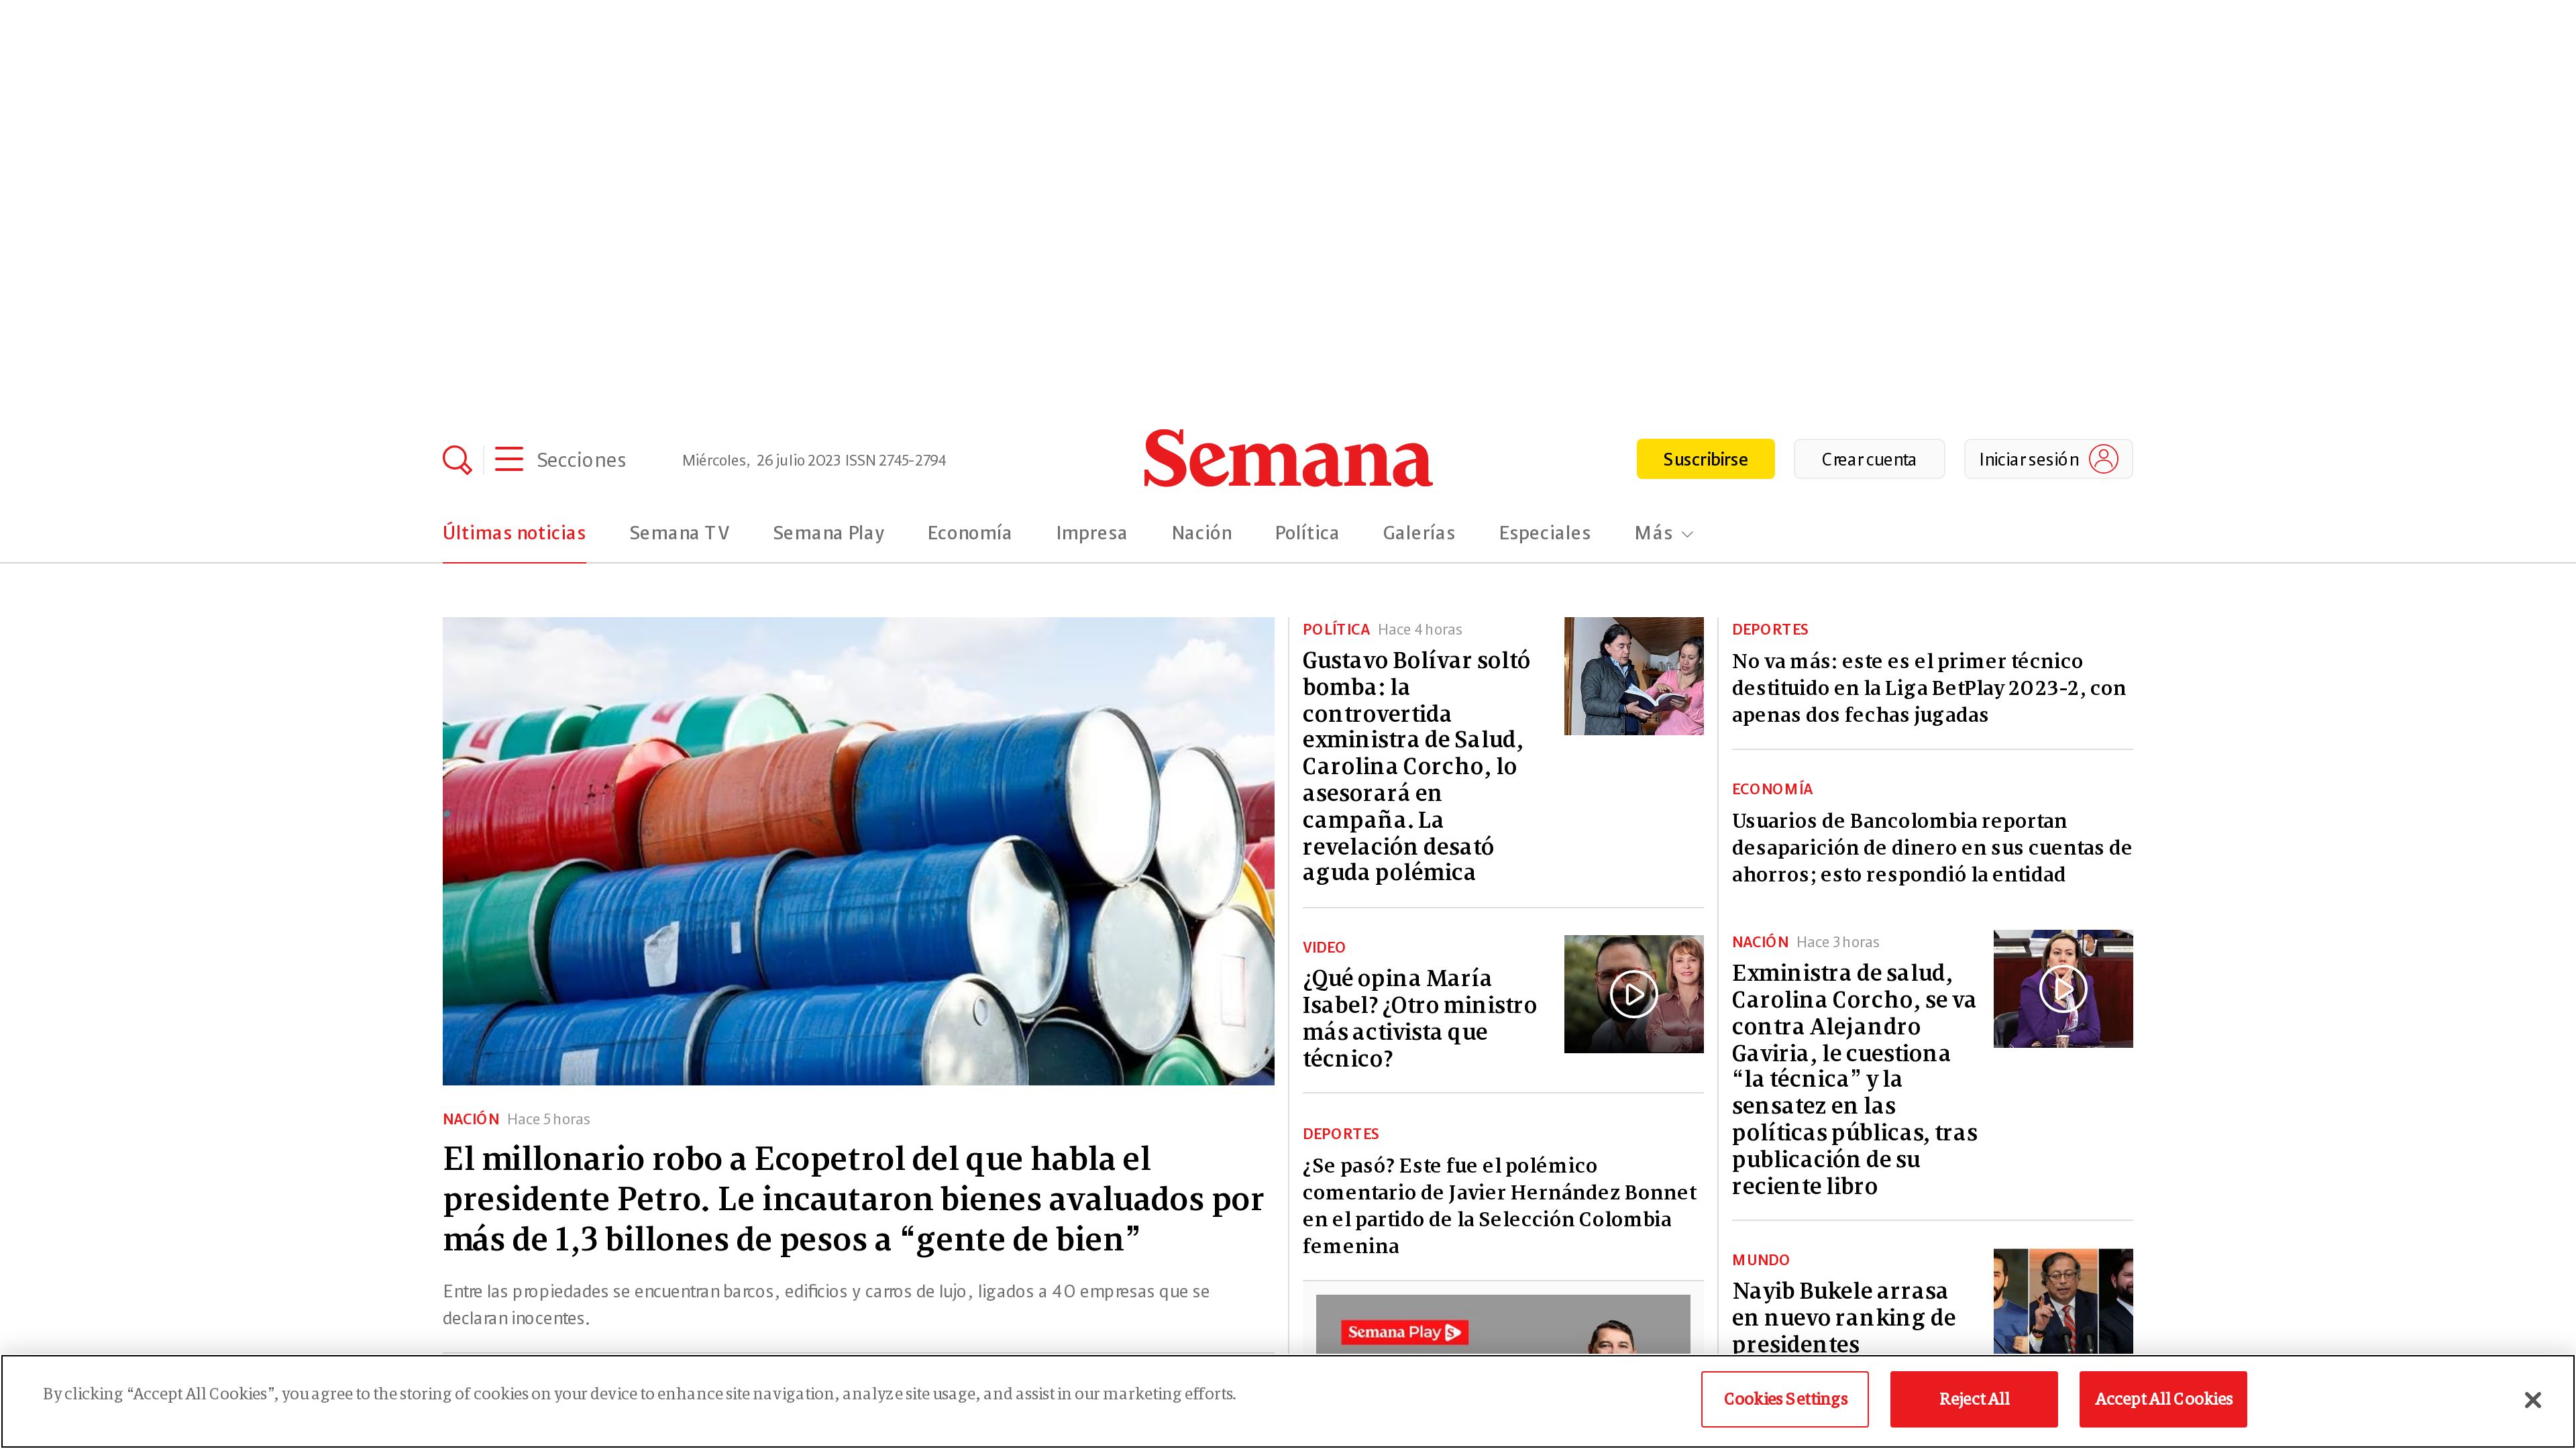 Secciones
Miércoles, 26 julio 2023 ISSN 2745-2794
Semana
Suscribirse
Crear cuenta
Iniciar sesión
Últimas noticias
Semana TV
Semana Play
Economía
Impresa
Nación
Política
Galerías
Especiales
Más
NACIÓN Hace 5 horas
El millonario robo a Ecopetrol del que habla el
presidente Petro. Le incautaron bienes avaluados por
más de 1,3 billones de pesos a “gente de bien”
Entre las propiedades se encuentran barcos, edificios y carros de lujo, ligados a 40 empresas que se
declaran inocentes.
POLÍTICA Hace 4 horas
Gustavo Bolívar soltó
bomba: la
controvertida
exministra de Salud,
Carolina Corcho, lo
asesorará en
campaña. La
revelación desató
aguda polémica
VIDEO
¿Qué opina María
Isabel? ¿Otro ministro
más activista que
técnico?
DEPORTES
¿Se pasó? Este fue el polémico
comentario de Javier Hernández Bonnet
en el partido de la Selección Colombia
femenina
Semana Play
DEPORTES
No va más: este es el primer técnico
destituido en la Liga BetPlay 2023-2, con
apenas dos fechas jugadas
ECONOMÍA
Usuarios de Bancolombia reportan
desaparición de dinero en sus cuentas de
ahorros; esto respondió la entidad
NACIÓN Hace 3 horas
Exministra de salud,
Carolina Corcho, se va
contra Alejandro
Gaviria, le cuestiona
“la técnica” y la
sensatez en las
políticas públicas, tras
publicación de su
reciente libro
MUNDO
Nayib Bukele arrasa
en nuevo ranking de
presidentes
By clicking “Accept All Cookies”, you agree to the storing of cookies on your device to enhance site navigation, analyze site usage, and assist in our marketing efforts.
Cookies Settings
Reject All
Accept All Cookies